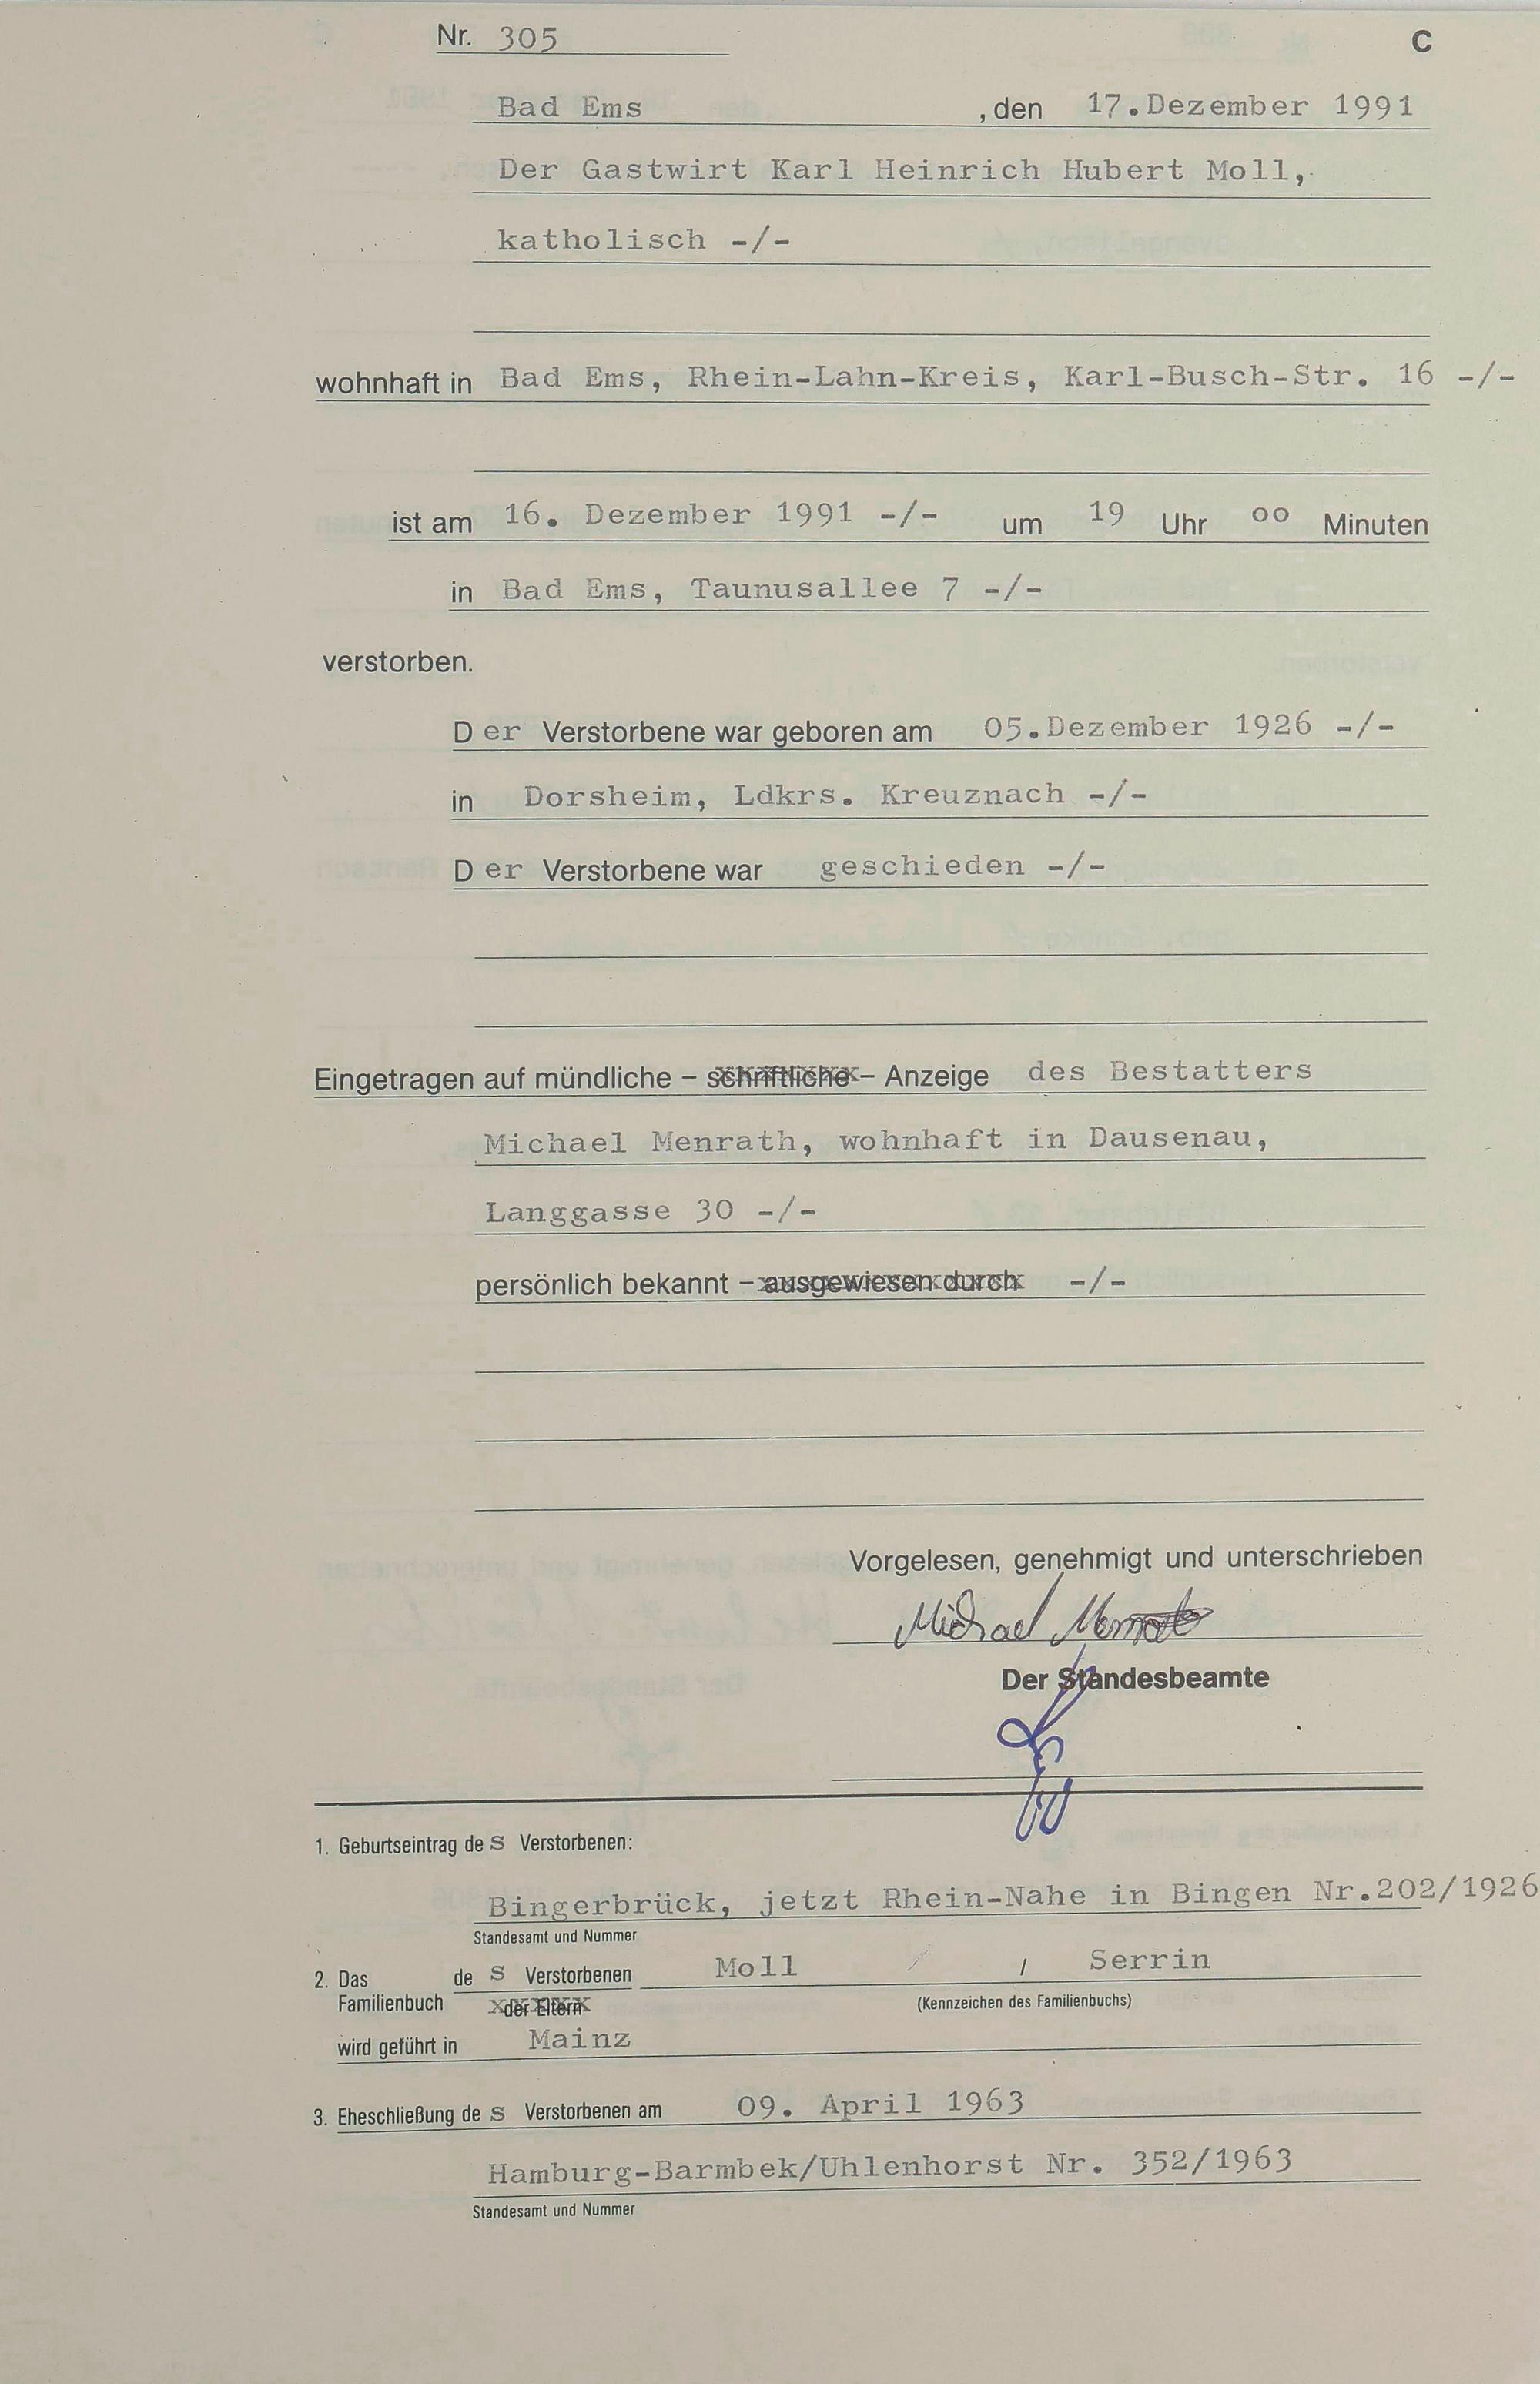 Nr. 305
C
Bad Ems , den 17.Dezember 1991
Der Gastwirt Karl Heinrich Hubert Moll,
katholisch -/-
wohnhaft in Bad Ems, Rhein-Lahn-Kreis, Karl-Busch-Str. 16 -/-
ist am 16. Dezember 1991 -/- um 19 Uhr oo Minuten
in Bad Ems, Taunusallee 7 -/-
verstorben.
Der Verstorbene war geboren am 05.Dezember 1926 -/-
in Dorsheim, Ldkrs. Kreuznach -/-
Der Verstorbene war geschieden -/-
Eingetragen auf mündliche – schriftliche – Anzeige des Bestatters
Michael Menrath, wohnhaft in Dausenau,
Langgasse 30 -/-
persönlich bekannt – ausgewiesen durch -/-
Vorgelesen, genehmigt und unterschrieben
Michael Menrath
Der Standesbeamte
1. Geburtseintrag des Verstorbenen:
Bingerbrück, jetzt Rhein-Nahe in Bingen Nr.202/1926
Standesamt und Nummer
2. Das des Verstorbenen Moll / Serrin
Familienbuch der Eltern (Kennzeichen des Familienbuchs)
wird geführt in Mainz
3. Eheschließung des Verstorbenen am 09. April 1963
Hamburg-Barmbek/Uhlenhorst Nr. 352/1963
Standesamt und Nummer